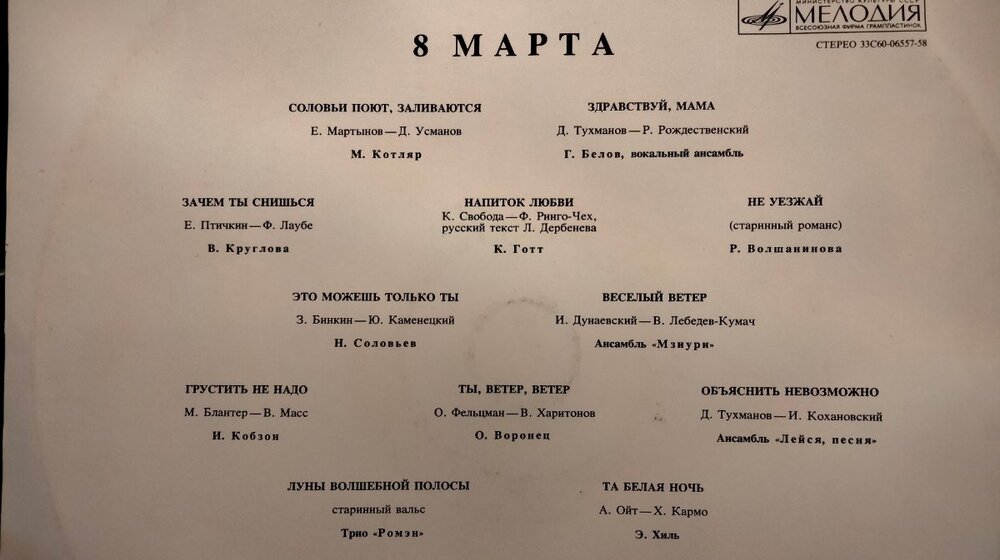 МИНИСТЕРСТВО КУЛЬТУРЫ СССР
МЕЛОДИЯ
ВСЕСОЮЗНАЯ ФИРМА ГРАМПЛАСТИНОК
СТЕРЕО 33С60-06557-58
8 МАРТА
СОЛОВЬИ ПОЮТ, ЗАЛИВАЮТСЯ
Е. Мартынов—Д. Усманов
М. Котляр
ЗДРАВСТВУЙ, МАМА
Д. Тухманов—Р. Рождественский
Г. Белов, вокальный ансамбль
ЗАЧЕМ ТЫ СНИШЬСЯ
Е. Птичкин—Ф. Лаубе
В. Круглова
НАПИТОК ЛЮБВИ
К. Свобода—Ф. Ринго-Чех,
русский текст Л. Дербенева
К. Готт
НЕ УЕЗЖАЙ
(старинный романс)
Р. Волшанинова
ЭТО МОЖЕШЬ ТОЛЬКО ТЫ
З. Бинкин—Ю. Каменецкий
Н. Соловьев
ВЕСЕЛЫЙ ВЕТЕР
И. Дунаевский—В. Лебедев-Кумач
Ансамбль «Мзиури»
ГРУСТИТЬ НЕ НАДО
М. Блантер—В. Масс
И. Кобзон
ТЫ, ВЕТЕР, ВЕТЕР
О. Фельцман—В. Харитонов
О. Воронец
ОБЪЯСНИТЬ НЕВОЗМОЖНО
Д. Тухманов—И. Кохановский
Ансамбль «Лейся, песня»
ЛУНЫ ВОЛШЕБНОЙ ПОЛОСЫ
старинный вальс
Трио «Ромэн»
ТА БЕЛАЯ НОЧЬ
А. Ойт—Х. Кармо
Э. Хиль